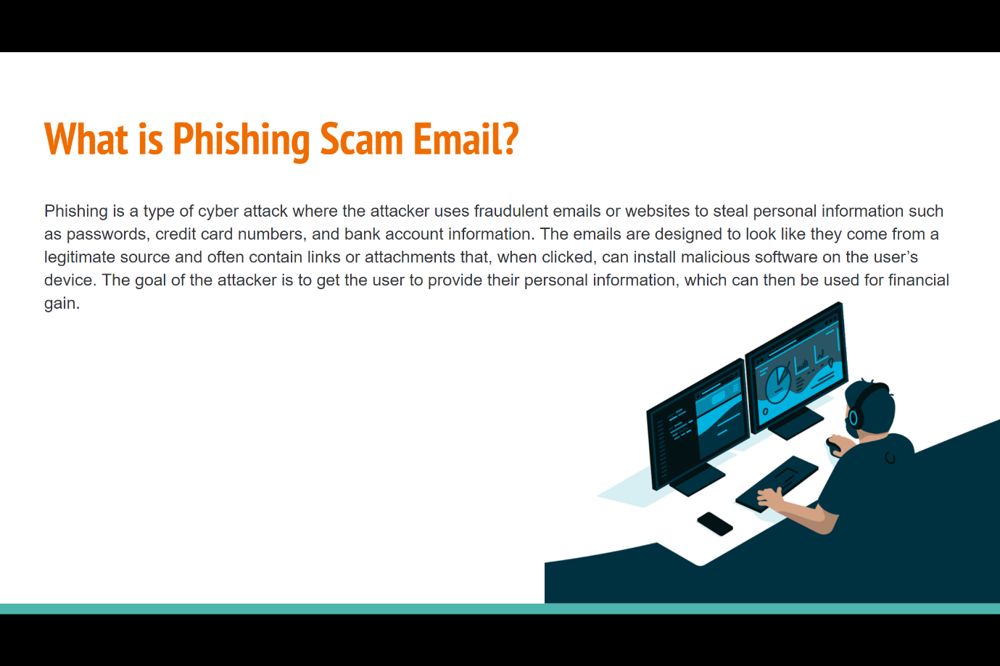 What is Phishing Scam Email?
Phishing is a type of cyber attack where the attacker uses fraudulent emails or websites to steal personal information such
as passwords, credit card numbers, and bank account information. The emails are designed to look like they come from a
legitimate source and often contain links or attachments that, when clicked, can install malicious software on the user’s
device. The goal of the attacker is to get the user to provide their personal information, which can then be used for financial
gain.